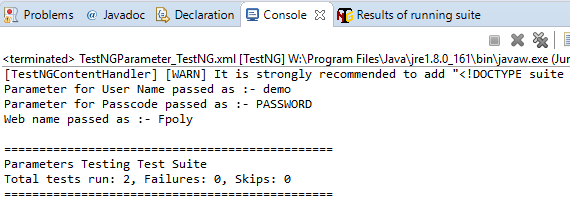 Problems @ Javadoc Declaration Console Results of running suite
<terminated> TestNGParameter_TestNG.xml [TestNG] W:\Program Files\Java\jre1.8.0_161\bin\javaw.exe (Jur
[TestNGContentHandler] [WARN] It is strongly recommended to add "<!DOCTYPE suite
Parameter for User Name passed as :- demo
Parameter for Passcode passed as :- PASSWORD
Web name passed as :- Fpoly
===============================================
Parameters Testing Test Suite
Total tests run: 2, Failures: 0, Skips: 0
===============================================